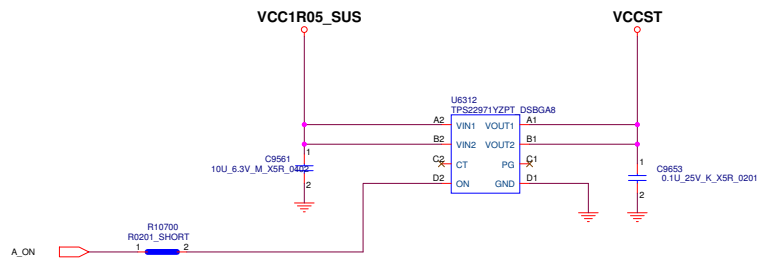 VCC1R05_SUS
VCCST
U6312
TPS22971YZPT_DSBGA8
A2 VIN1 VOUT1 A1
B2 VIN2 VOUT2 B1
C2 CT PG C1
D2 ON GND D1
1
C9561
10U_6.3V_M_X5R_0402
2
1
C9653
0.1U_25V_K_X5R_0201
2
R10700
R0201_SHORT
A_ON 1 2